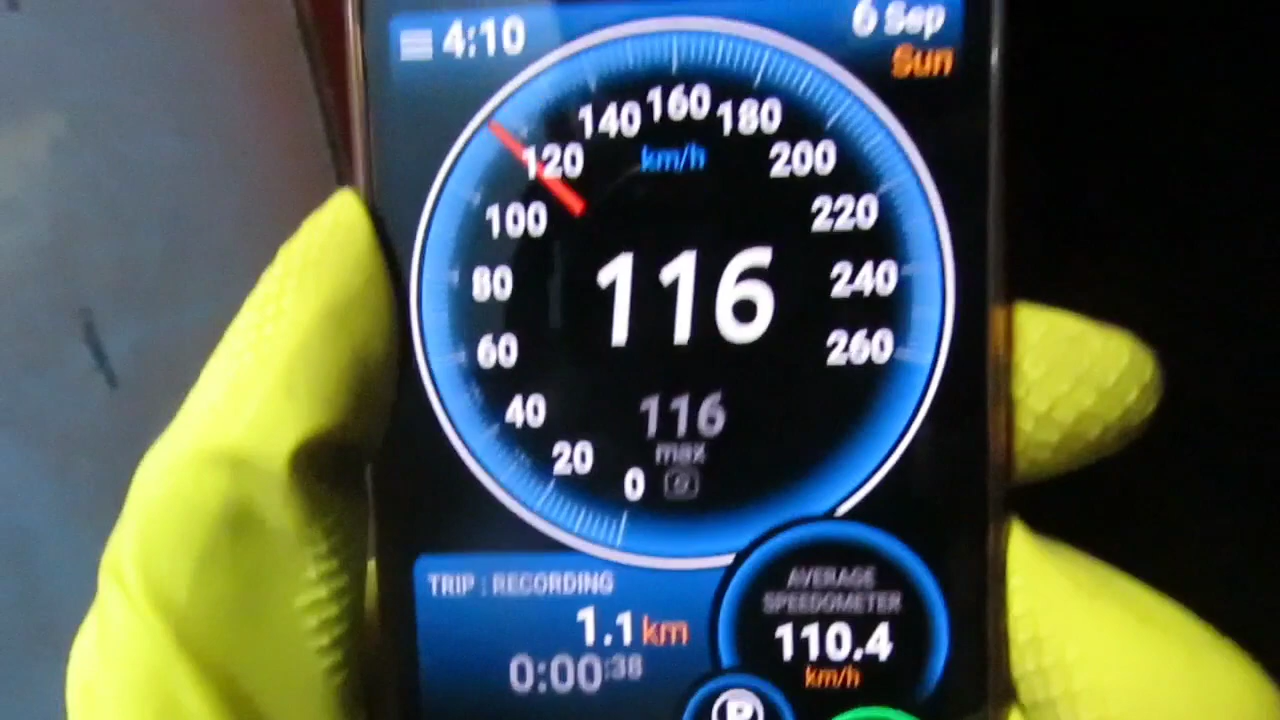 4:10
6 Sep
Sun
140 160 180
120 km/h 200
100 220
80 116 240
60 260
40 116
max
20
0
TRIP : RECORDING
1.1 km
0:00:38
AVERAGE
SPEEDOMETER
110.4
km/h
P